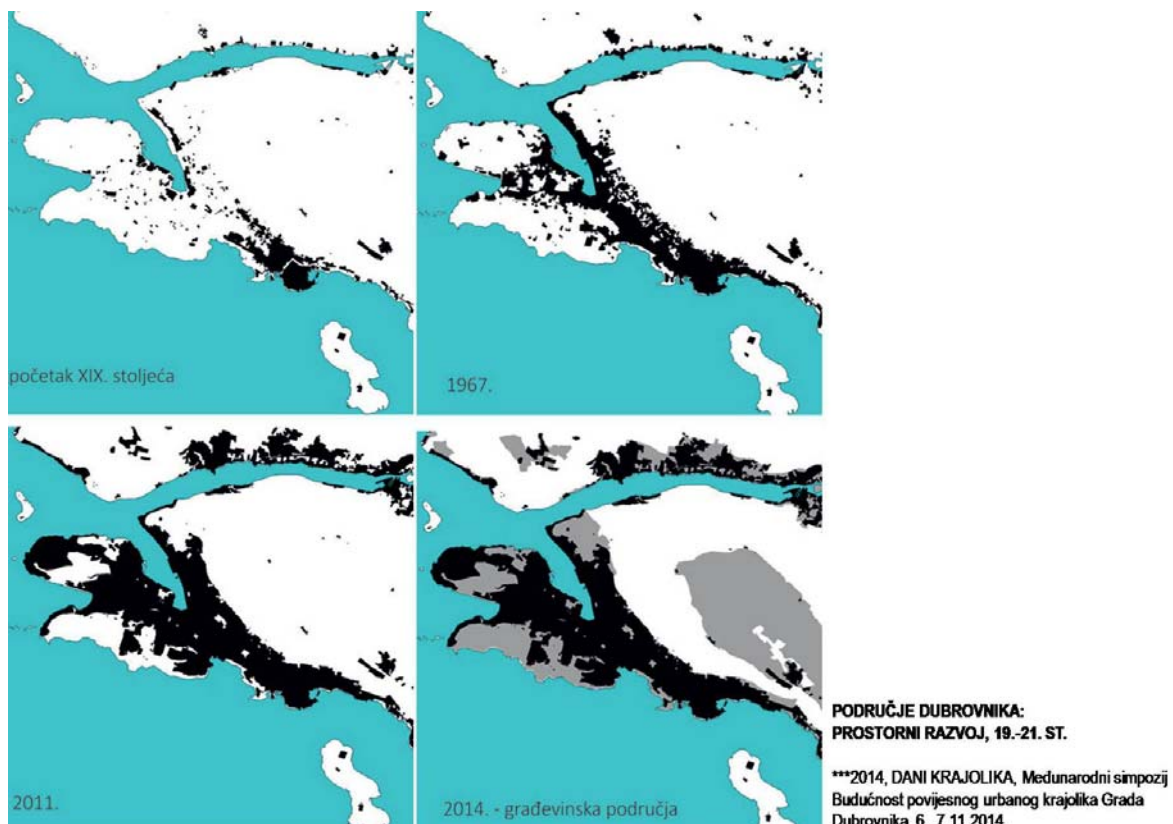 početak XIX. stoljeća
1967.
2011.
2014. - građevinska područja
PODRUČJE DUBROVNIKA:
PROSTORNI RAZVOJ, 19.-21. ST.
***2014, DANI KRAJOLIKA, Međunarodni simpozij
Budućnost povijesnog urbanog krajolika Grada
Dubrovnika, 6., 7.11.2014.